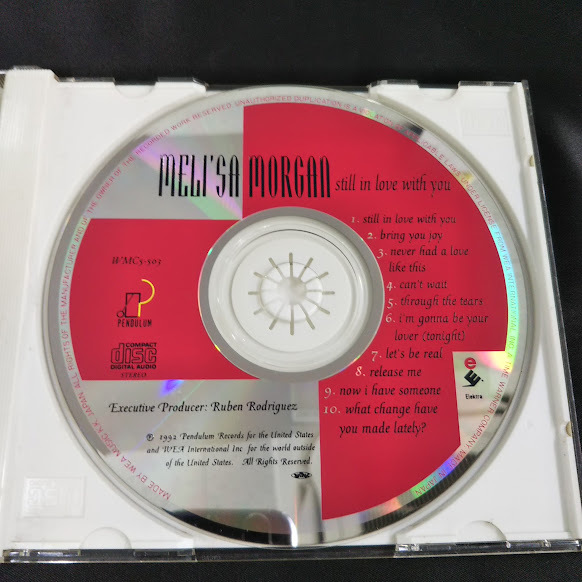 MELI'SA MORGAN still in love with you
1. still in love with you
2. bring you joy
3. never had a love
like this
4. can't wait
5. through the tears
6. i'm gonna be your
lover (tonight)
7. let's be real
8. release me
9. now i have someone
10. what change have
you made lately?
WMC5-503
PENDULUM
COMPACT
disc
DIGITAL AUDIO
STEREO
e
Elektra
Executive Producer: Ruben Rodriguez
℗ 1992 Pendulum Records for the United States
and WEA International Inc for the world outside
of the United States. All Rights Reserved.
MADE BY WEA MUSIC K.K. JAPAN. ALL RIGHTS OF THE MANUFACTURER AND OF THE OWNER OF THE RECORDED WORK RESERVED. UNAUTHORIZED DUPLICATION IS A VIOLATION OF APPLICABLE LAWS. WARNER COMPANY. MADE IN JAPAN